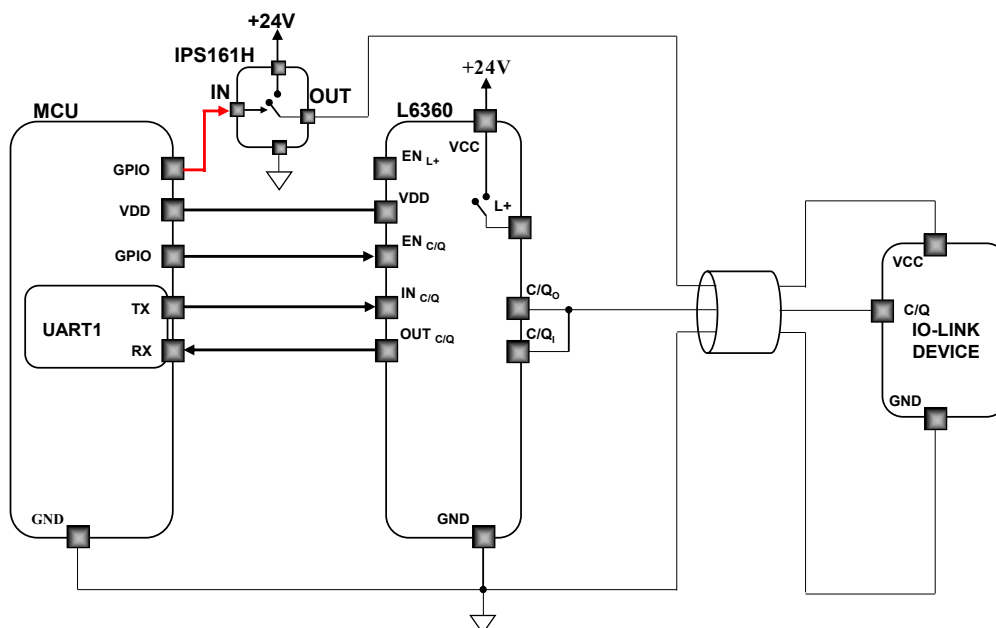 +24V
IPS161H
IN
OUT
+24V
MCU
L6360
VCC
GPIO
EN L+
VDD
VDD
L+
GPIO
EN C/Q
VCC
TX
IN C/Q
C/QO
C/Q
UART1
IO-LINK
DEVICE
RX
OUT C/Q
C/QI
GND
GND
GND